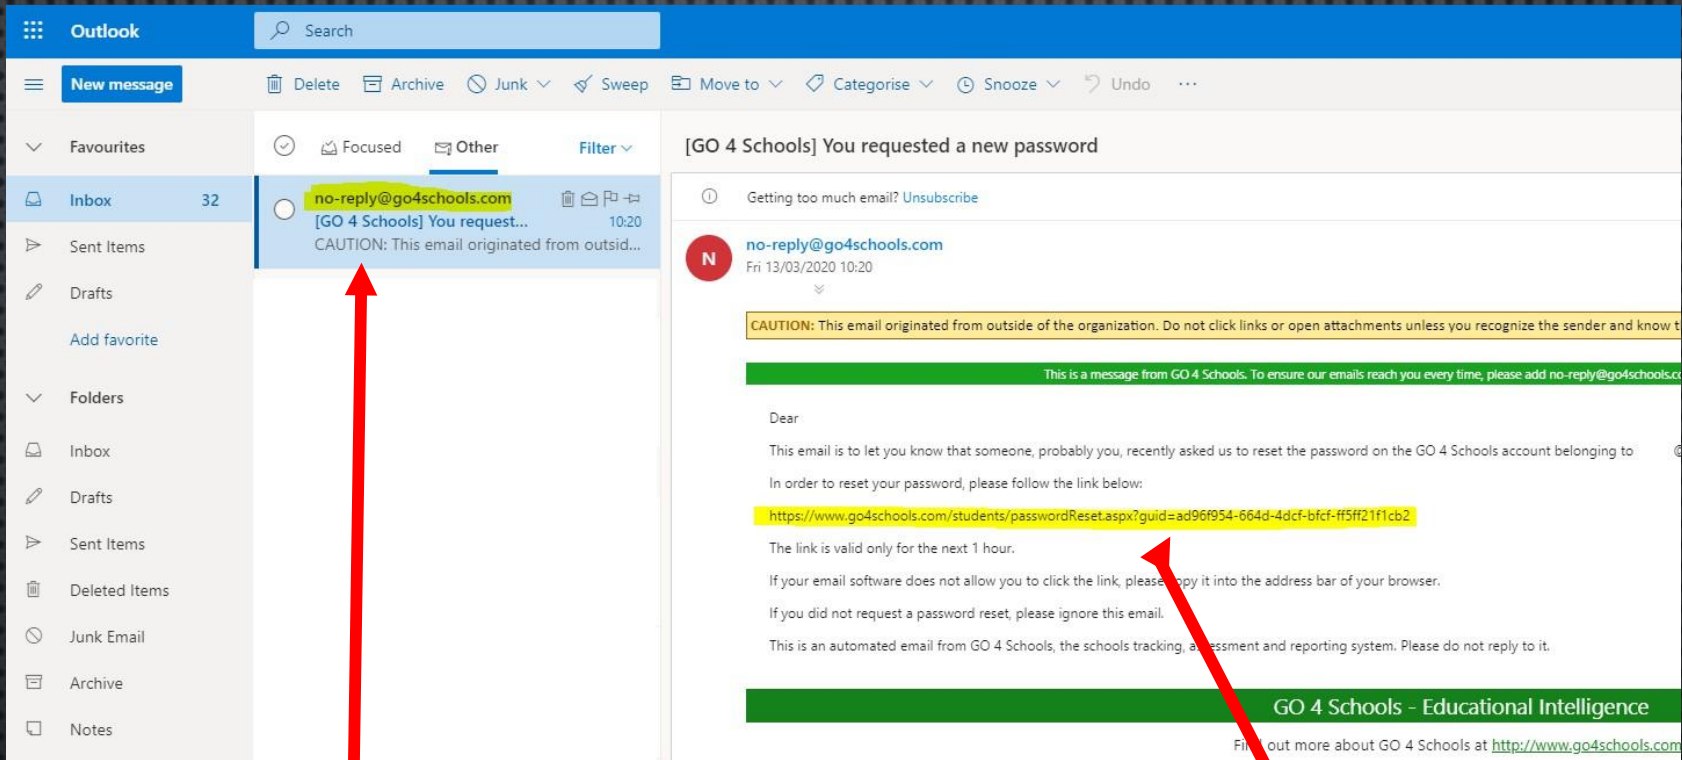 Outlook
Search
New message
Delete Archive Junk Sweep Move to Categorise Snooze Undo ...
Favourites
Inbox 32
Sent Items
Drafts
Add favorite
Folders
Inbox
Drafts
Sent Items
Deleted Items
Junk Email
Archive
Notes
Focused Other Filter
no-reply@go4schools.com
[GO 4 Schools] You request... 10:20
CAUTION: This email originated from outsid...
[GO 4 Schools] You requested a new password
Getting too much email? Unsubscribe
N
no-reply@go4schools.com
Fri 13/03/2020 10:20
CAUTION: This email originated from outside of the organization. Do not click links or open attachments unless you recognize the sender and know
This is a message from GO 4 Schools. To ensure our emails reach you every time, please add no-reply@go4schools.c
Dear
This email is to let you know that someone, probably you, recently asked us to reset the password on the GO 4 Schools account belonging to @
In order to reset your password, please follow the link below:
https://www.go4schools.com/students/passwordReset.aspx?guid=ad96f954-664d-4dcf-bfcf-ff5ff21f1cb2
The link is valid only for the next 1 hour.
If your email software does not allow you to click the link, please copy it into the address bar of your browser.
If you did not request a password reset, please ignore this email.
This is an automated email from GO 4 Schools, the schools tracking, assessment and reporting system. Please do not reply to it.
GO 4 Schools - Educational Intelligence
Find out more about GO 4 Schools at http://www.go4schools.com